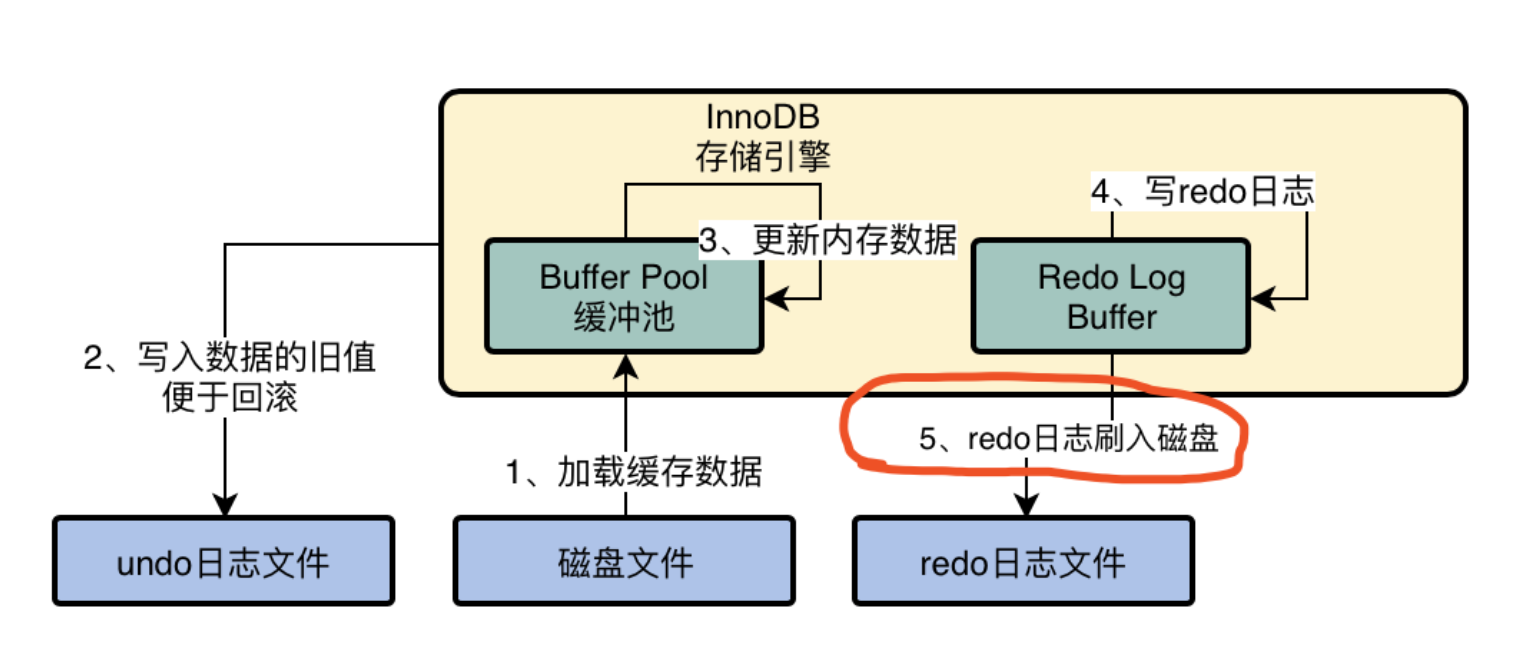 InnoDB
存储引擎
4、写redo日志
3、更新内存数据
Buffer Pool
缓冲池
Redo Log
Buffer
2、写入数据的旧值
便于回滚
5、redo日志刷入磁盘
1、加载缓存数据
undo日志文件
磁盘文件
redo日志文件